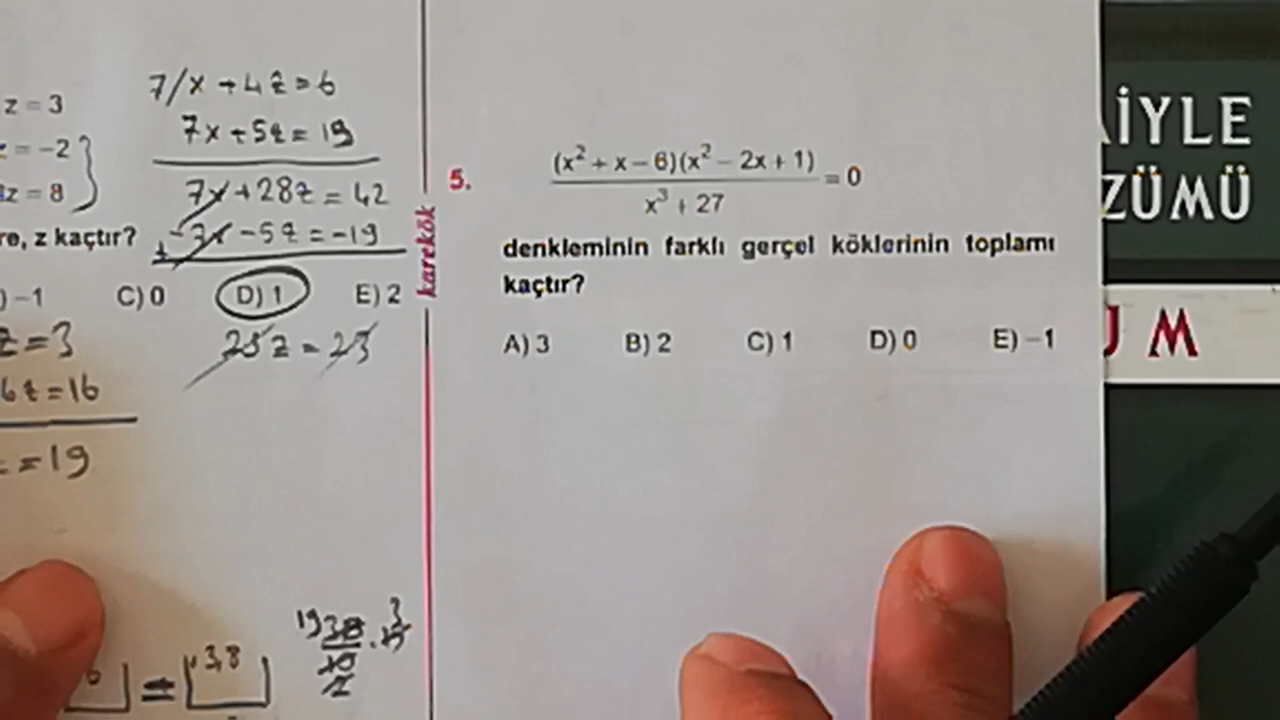 z = 3
= -2
z = 8
z kaçtır?
-1 C) 0 D) 1 E) 2
z = 3
6z = 16
= 19
7/x + 4z = 6
7x + 5z = 19
7x + 28z = 42
-7x - 5z = -19
23z = 23
3,8
karekök
5.
(x² + x - 6)(x² - 2x + 1)
x³ + 27
= 0
denkleminin farklı gerçel köklerinin toplamı
kaçtır?
A) 3 B) 2 C) 1 D) 0 E) -1
İYLE
ZÜMÜ
M